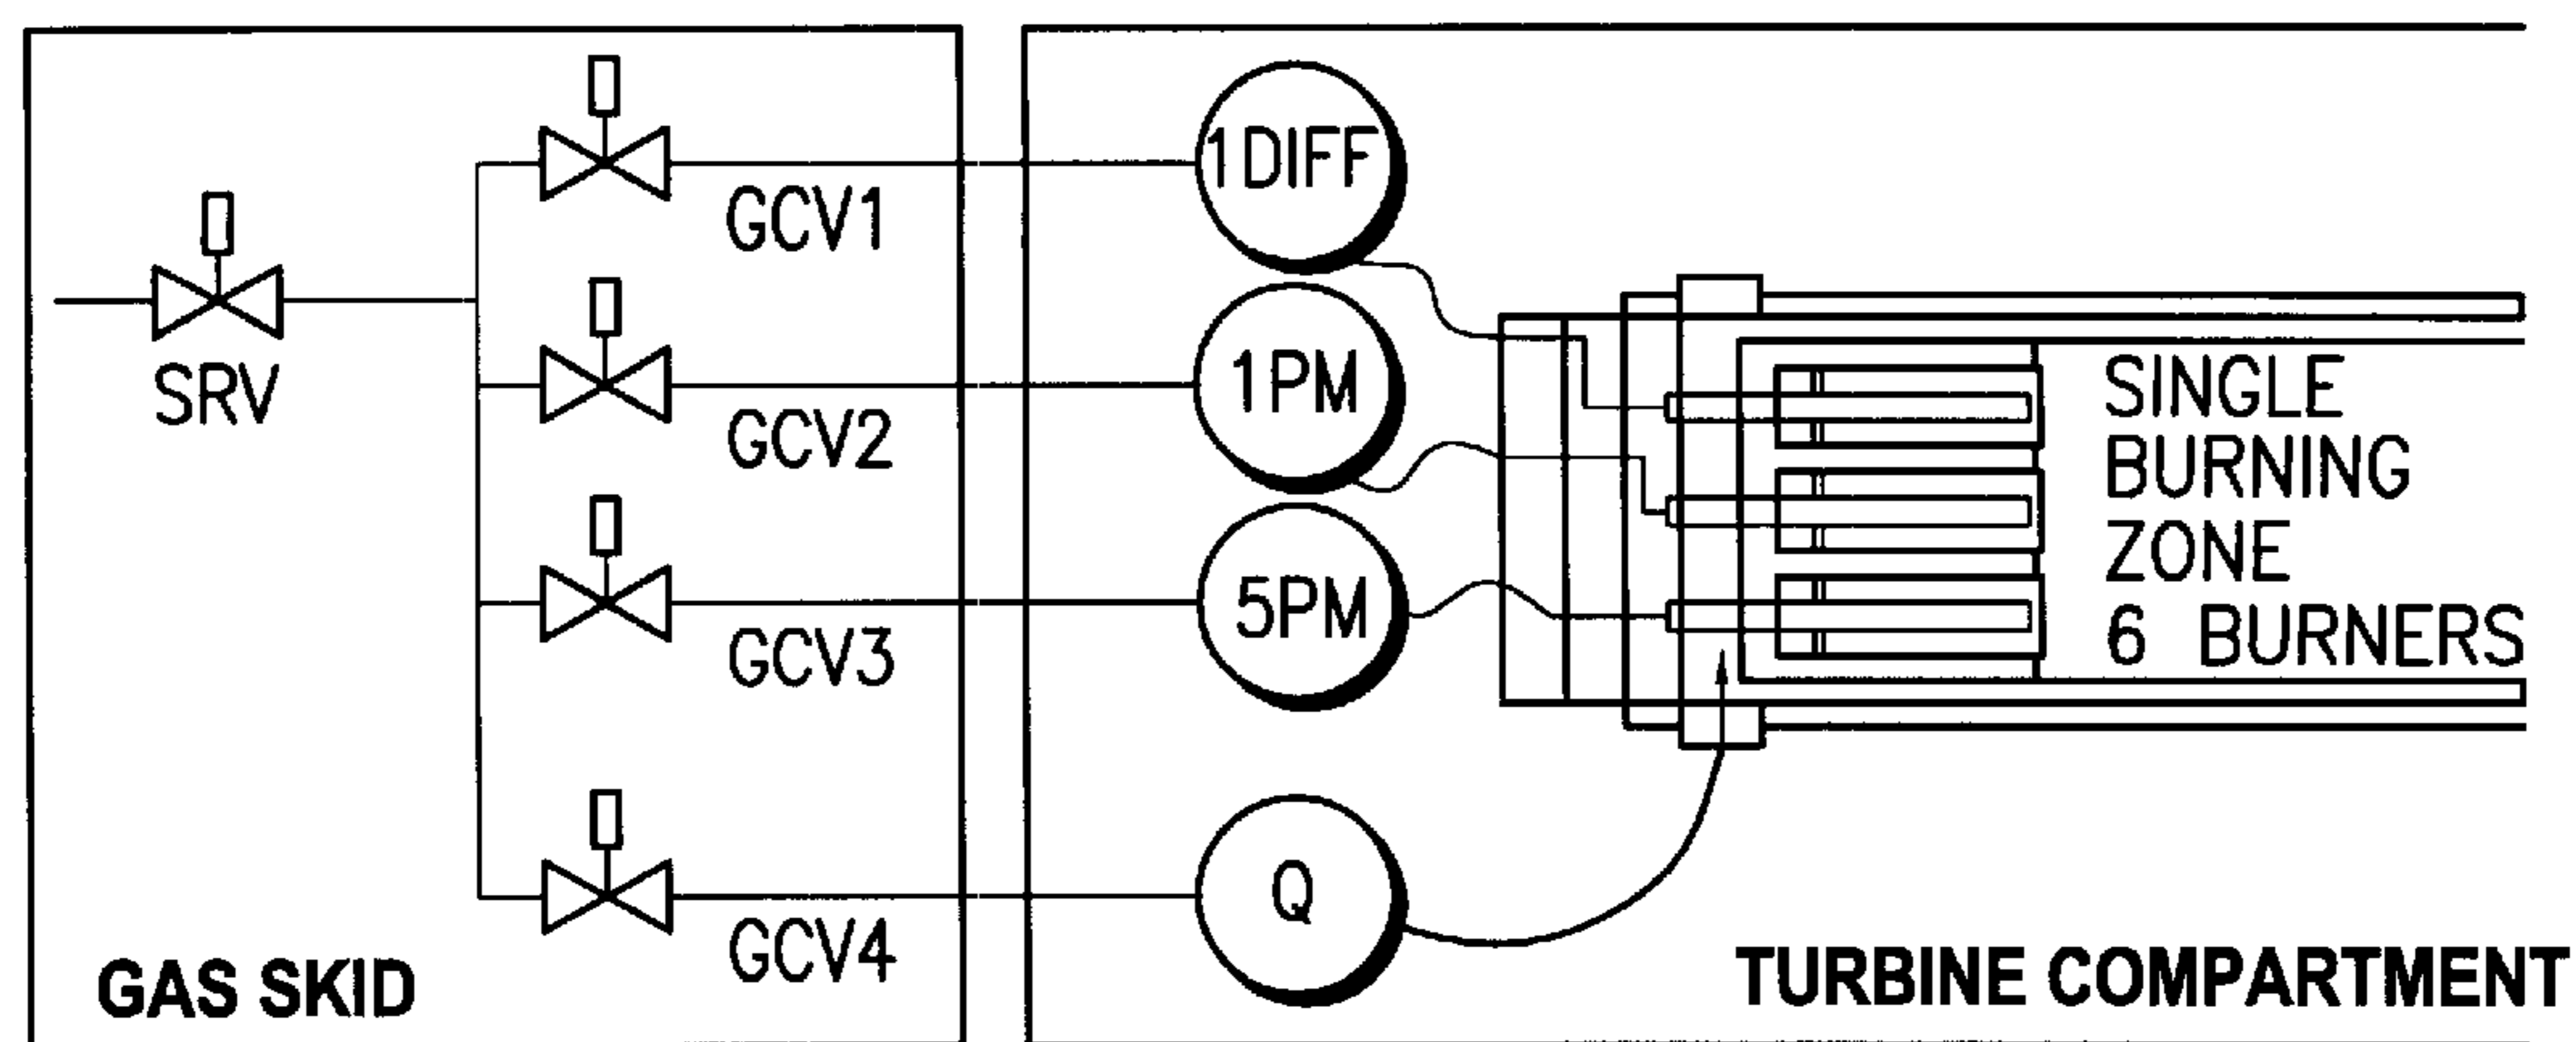 SRV
GCV1
GCV2
GCV3
GCV4
GAS SKID
1DIFF
1PM
5PM
Q
SINGLE
BURNING
ZONE
6 BURNERS
TURBINE COMPARTMENT